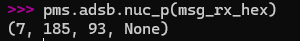 >>> pms.adsb.nuc_p(msg_rx_hex)
(7, 185, 93, None)